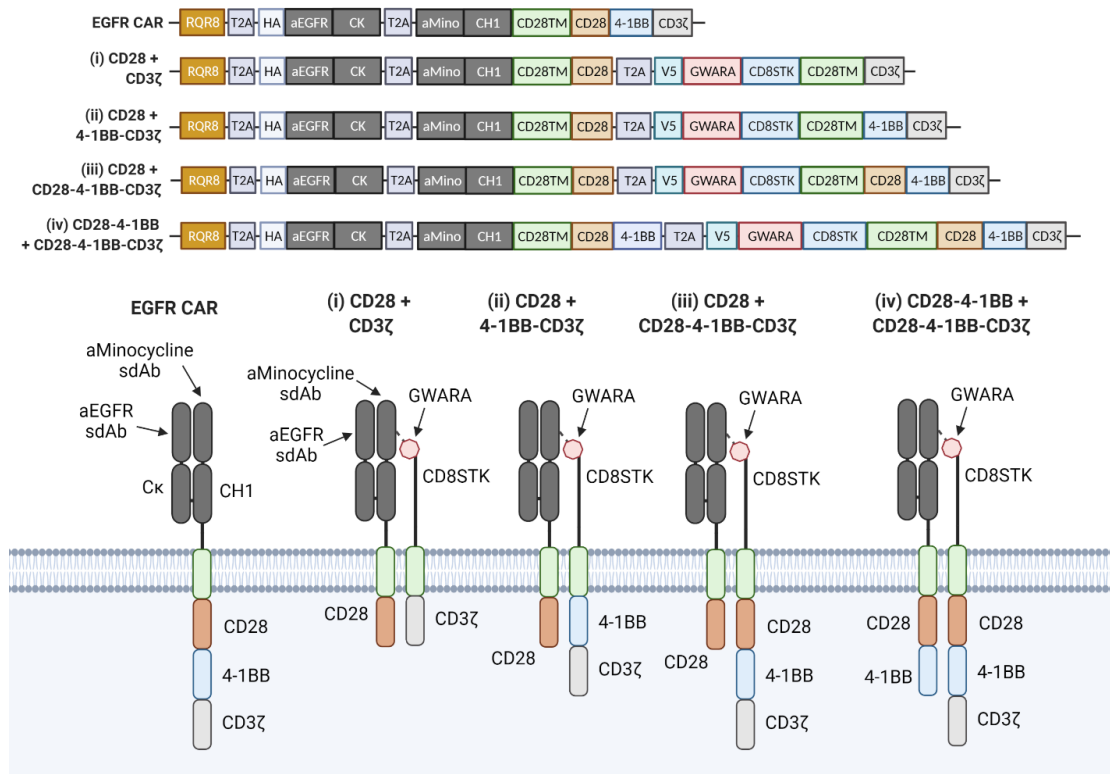 EGFR CAR
RQR8 T2A HA aEGFR CK T2A aMino CH1 CD28TM CD28 4-1BB CD3ζ
(i) CD28 +
CD3ζ
RQR8 T2A HA aEGFR CK T2A aMino CH1 CD28TM CD28 T2A V5 GWARA CD8STK CD28TM CD3ζ
(ii) CD28 +
4-1BB-CD3ζ
RQR8 T2A HA aEGFR CK T2A aMino CH1 CD28TM CD28 T2A V5 GWARA CD8STK CD28TM 4-1BB CD3ζ
(iii) CD28 +
CD28-4-1BB-CD3ζ
RQR8 T2A HA aEGFR CK T2A aMino CH1 CD28TM CD28 T2A V5 GWARA CD8STK CD28TM CD28 4-1BB CD3ζ
(iv) CD28-4-1BB
+ CD28-4-1BB-CD3ζ
RQR8 T2A HA aEGFR CK T2A aMino CH1 CD28TM CD28 4-1BB T2A V5 GWARA CD8STK CD28TM CD28 4-1BB CD3ζ
EGFR CAR
aMinocycline
sdAb
aEGFR
sdAb
Cκ
CH1
CD28
4-1BB
CD3ζ
(i) CD28 +
CD3ζ
aMinocycline
sdAb
GWARA
aEGFR
sdAb
CD8STK
CD28
CD3ζ
(ii) CD28 +
4-1BB-CD3ζ
GWARA
CD8STK
4-1BB
CD28
CD3ζ
(iii) CD28 +
CD28-4-1BB-CD3ζ
GWARA
CD8STK
CD28
CD28
4-1BB
CD3ζ
(iv) CD28-4-1BB +
CD28-4-1BB-CD3ζ
GWARA
CD8STK
CD28
CD28
4-1BB
4-1BB
CD3ζ